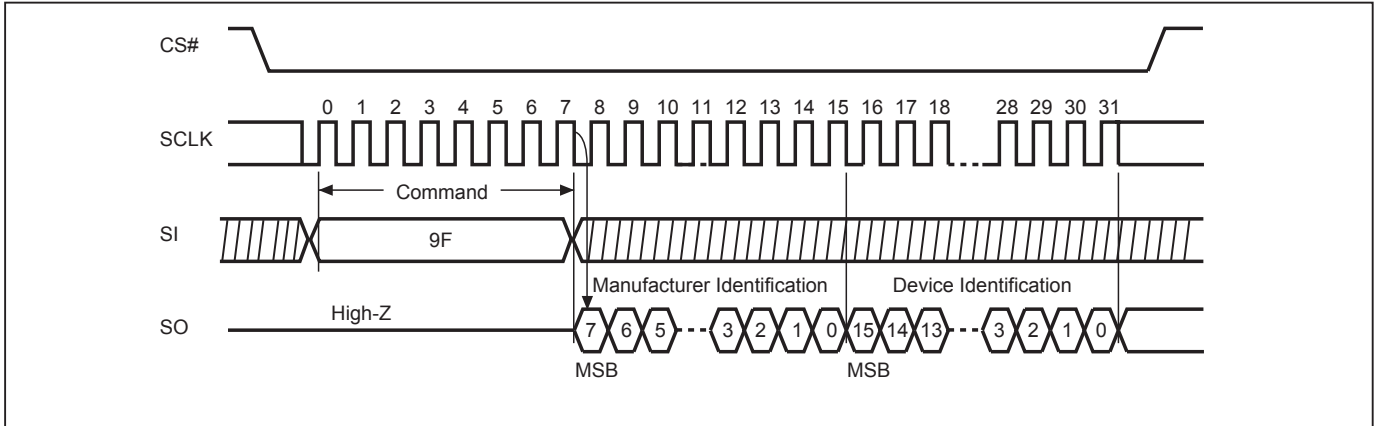 CS#
0 1 2 3 4 5 6 7 8 9 10 11 12 13 14 15 16 17 18 28 29 30 31
SCLK
Command
SI
9F
Manufacturer Identification Device Identification
High-Z
SO
7 6 5 3 2 1 0 15 14 13 3 2 1 0
MSB MSB